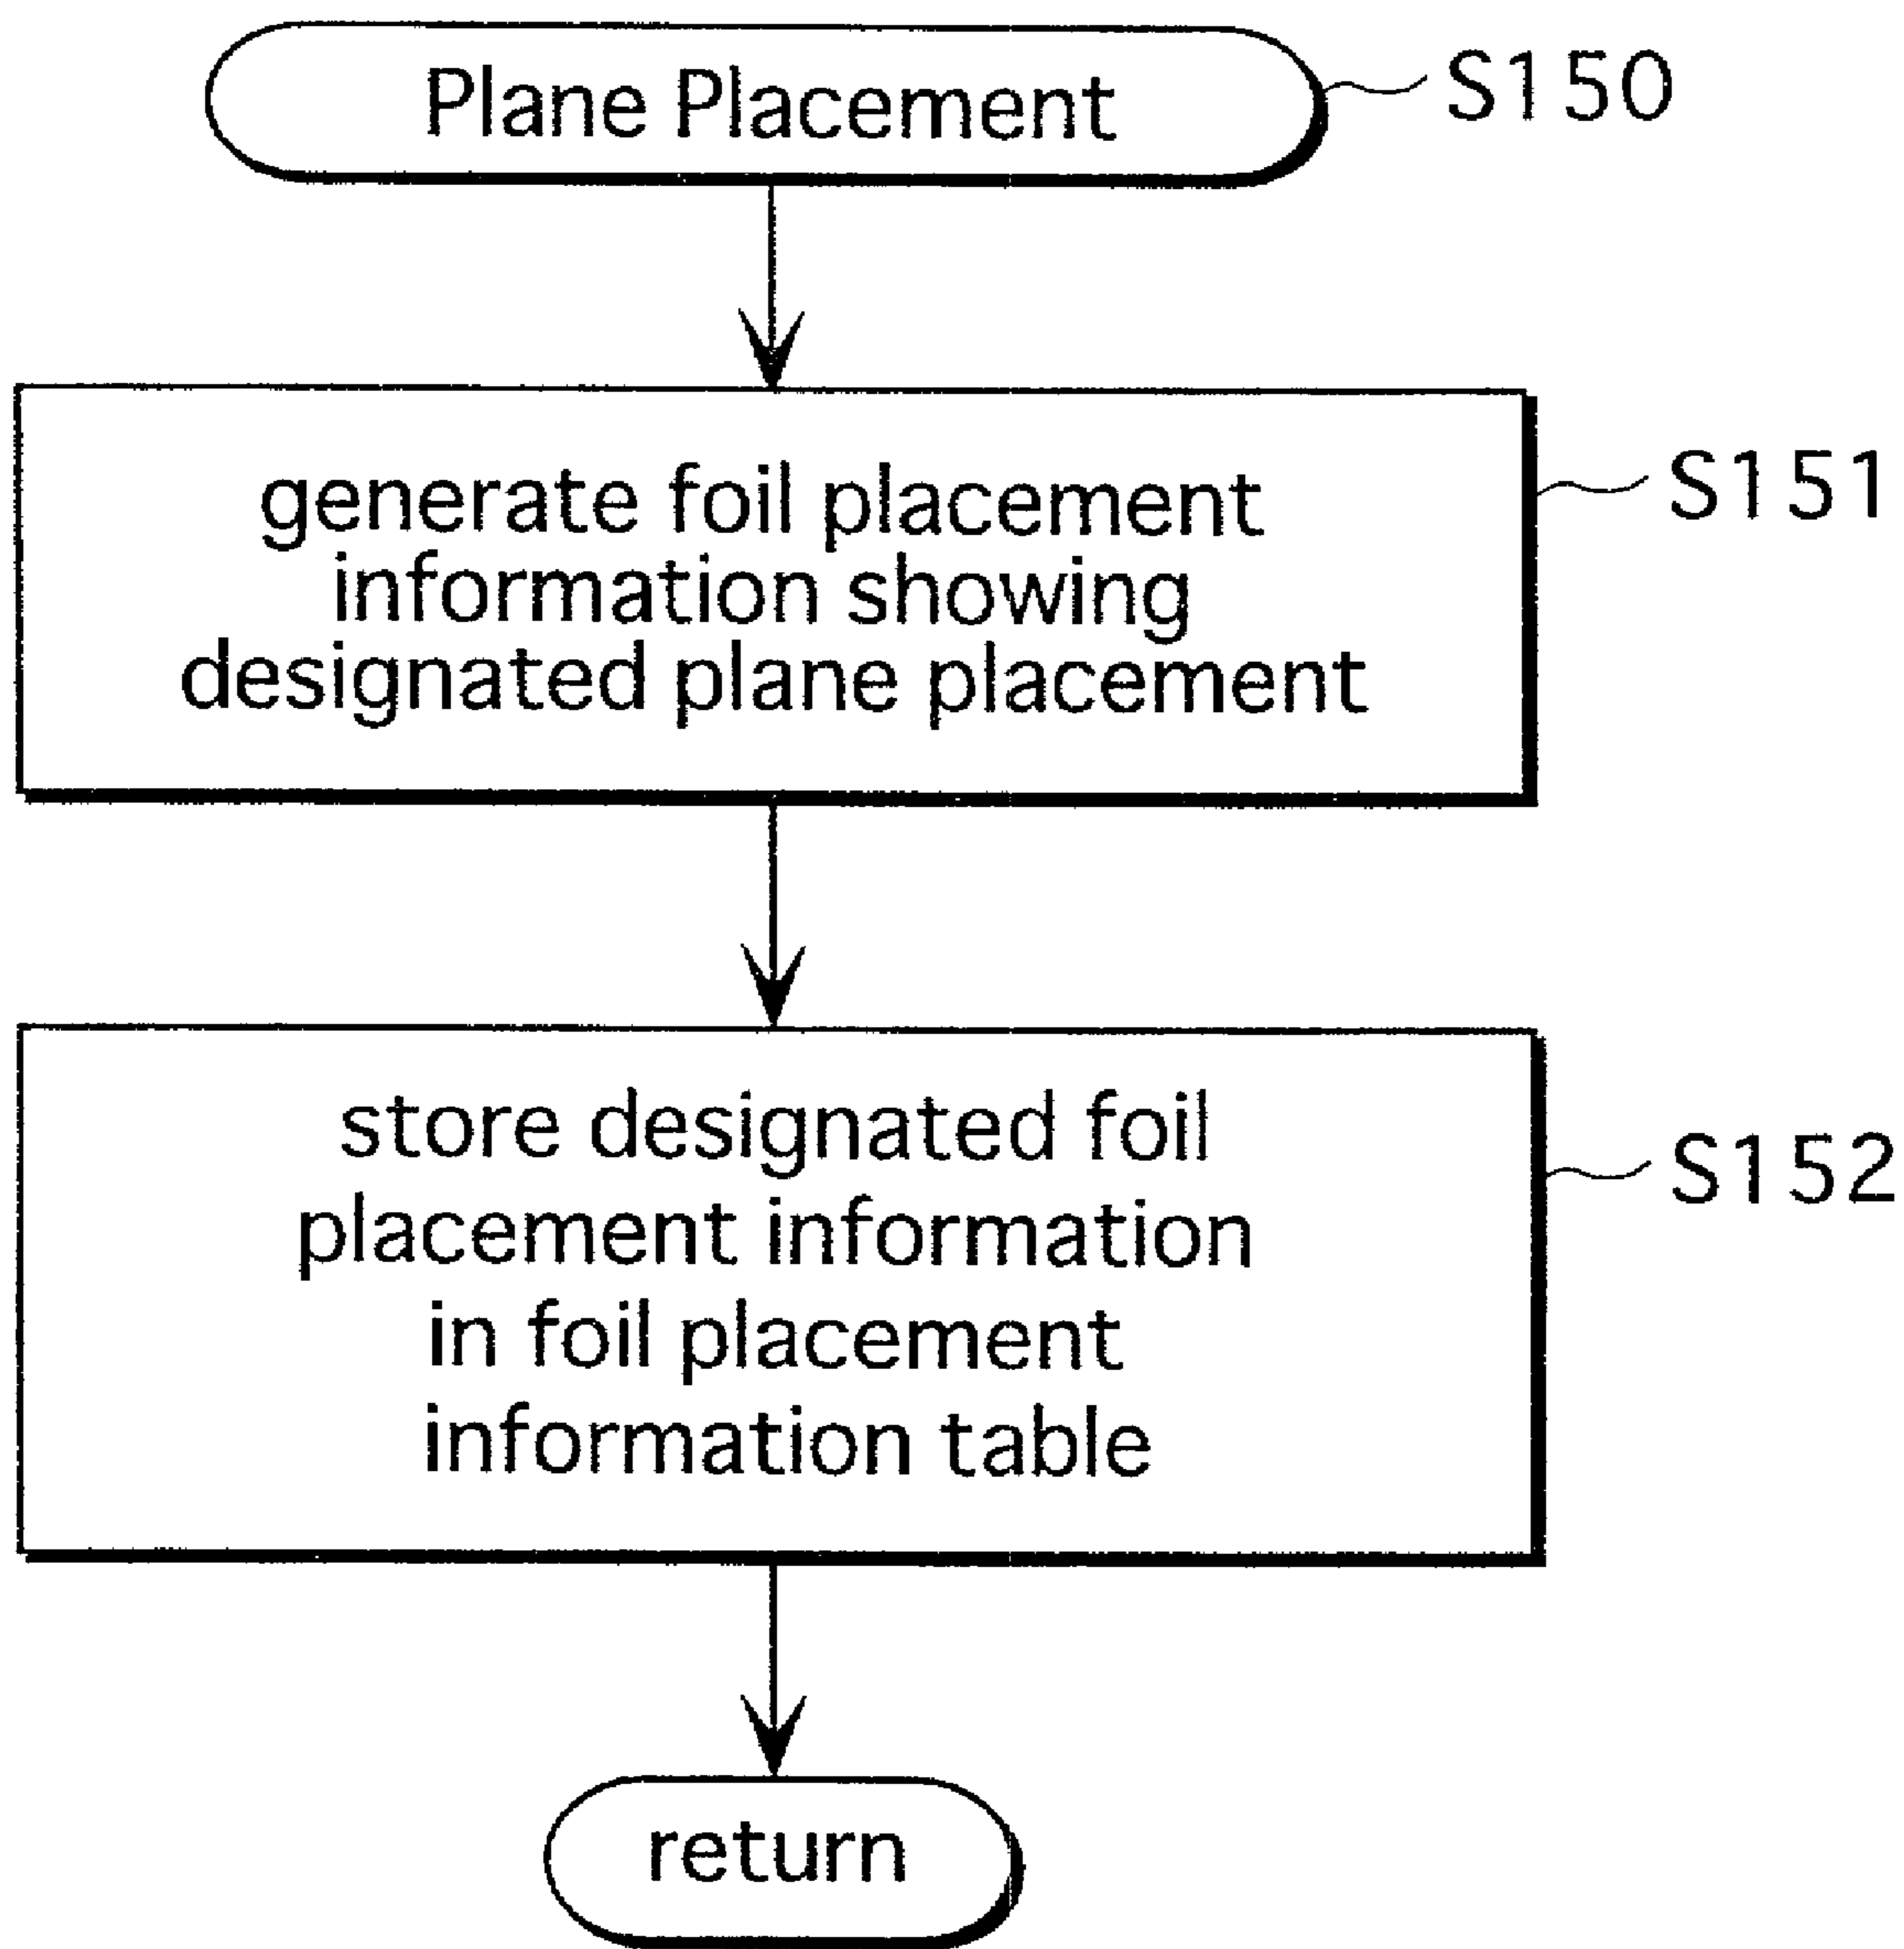 Plane Placement
S150
generate foil placement
information showing
designated plane placement
S151
store designated foil
placement information
in foil placement
information table
S152
return